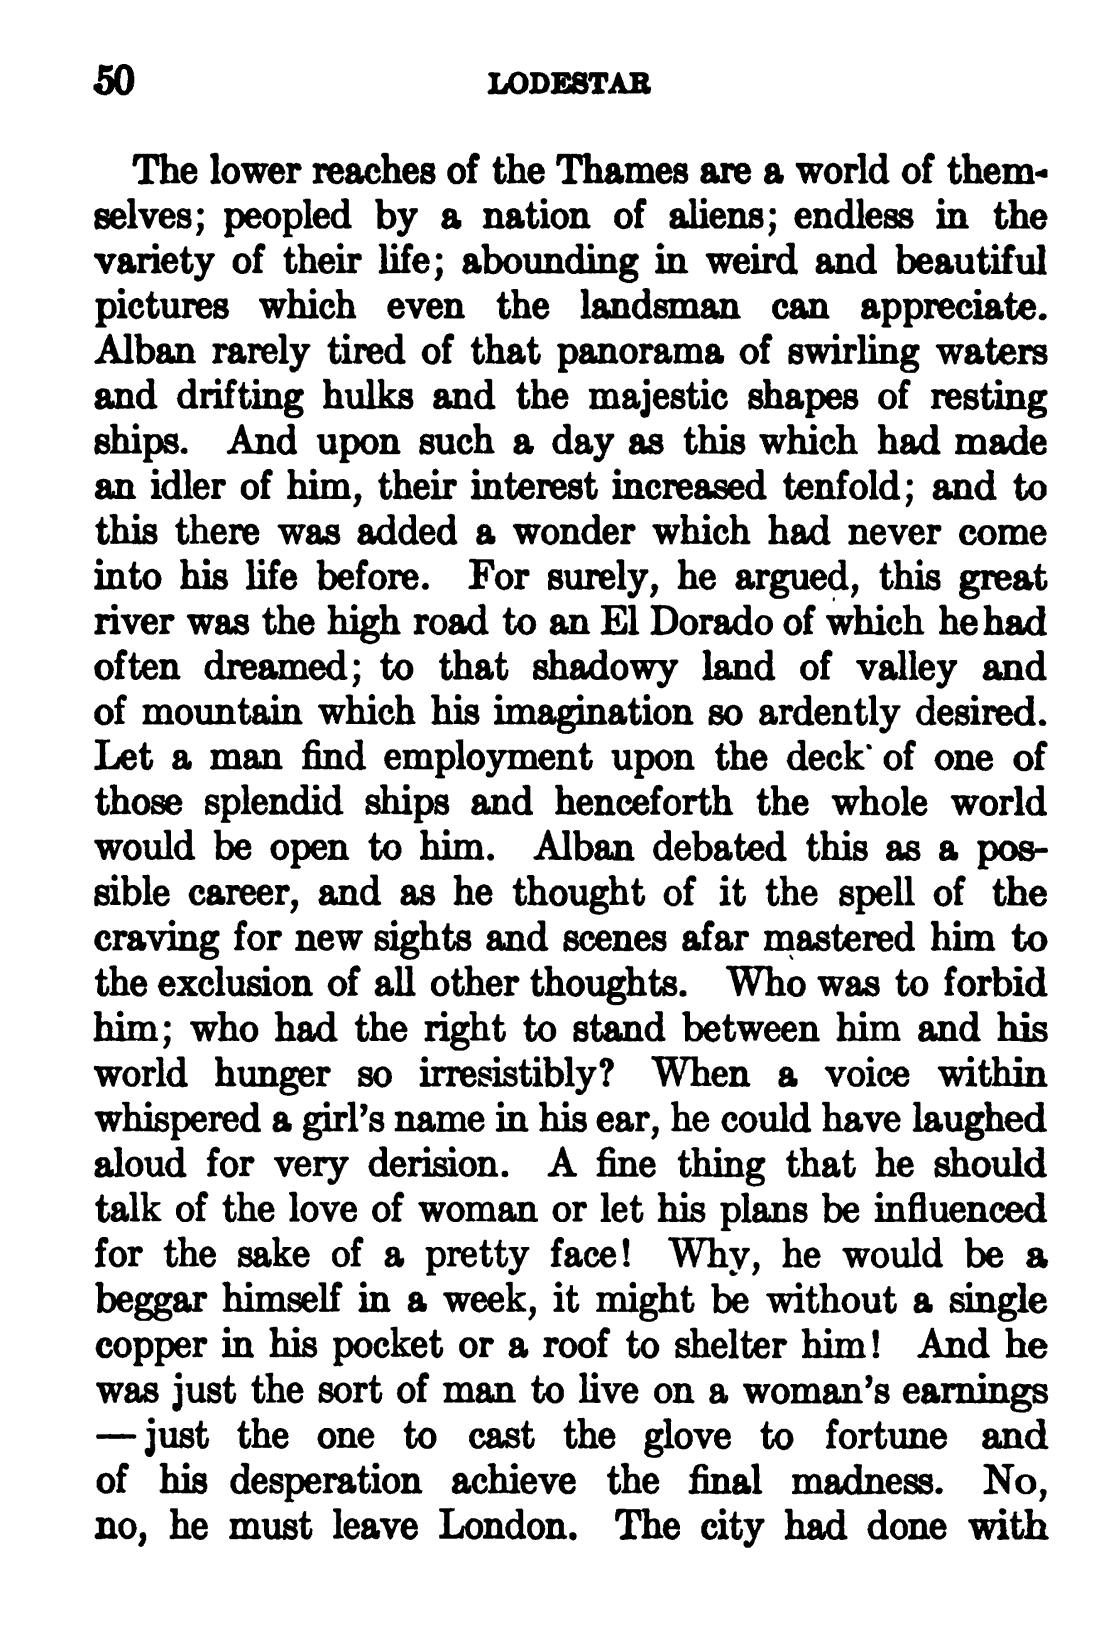 50 LODESTAR
The lower reaches of the Thames are a world of them-
selves; peopled by a nation of aliens; endless in the
variety of their life; abounding in weird and beautiful
pictures which even the landsman can appreciate.
Alban rarely tired of that panorama of swirling waters
and drifting hulks and the majestic shapes of resting
ships. And upon such a day as this which had made
an idler of him, their interest increased tenfold; and to
this there was added a wonder which had never come
into his life before. For surely, he argued, this great
river was the high road to an El Dorado of which he had
often dreamed; to that shadowy land of valley and
of mountain which his imagination so ardently desired.
Let a man find employment upon the deck of one of
those splendid ships and henceforth the whole world
would be open to him. Alban debated this as a pos-
sible career, and as he thought of it the spell of the
craving for new sights and scenes afar mastered him to
the exclusion of all other thoughts. Who was to forbid
him; who had the right to stand between him and his
world hunger so irresistibly? When a voice within
whispered a girl's name in his ear, he could have laughed
aloud for very derision. A fine thing that he should
talk of the love of woman or let his plans be influenced
for the sake of a pretty face! Why, he would be a
beggar himself in a week, it might be without a single
copper in his pocket or a roof to shelter him! And he
was just the sort of man to live on a woman's earnings
—just the one to cast the glove to fortune and
of his desperation achieve the final madness. No,
no, he must leave London. The city had done with